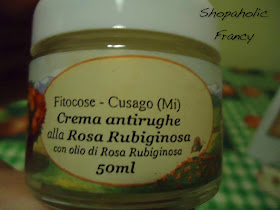 Shopaholic
Francy
Fitocose - Cusago (Mi)
Crema antirughe
alla Rosa Rubiginosa
con olio di Rosa Rubiginosa
50ml